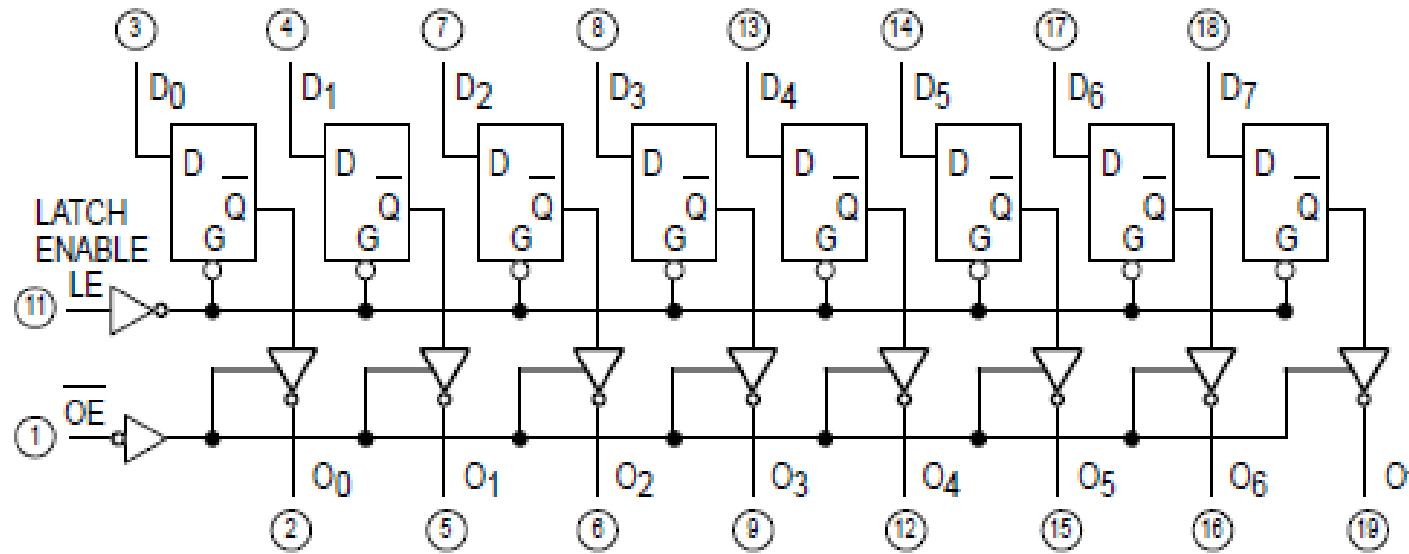 3 4 7 8 13 14 17 18
D0 D1 D2 D3 D4 D5 D6 D7
D D D D D D D D
Q Q Q Q Q Q Q Q
G G G G G G G G
LATCH
ENABLE
LE
11
OE
1
O0 O1 O2 O3 O4 O5 O6 O
2 5 6 9 12 15 16 19